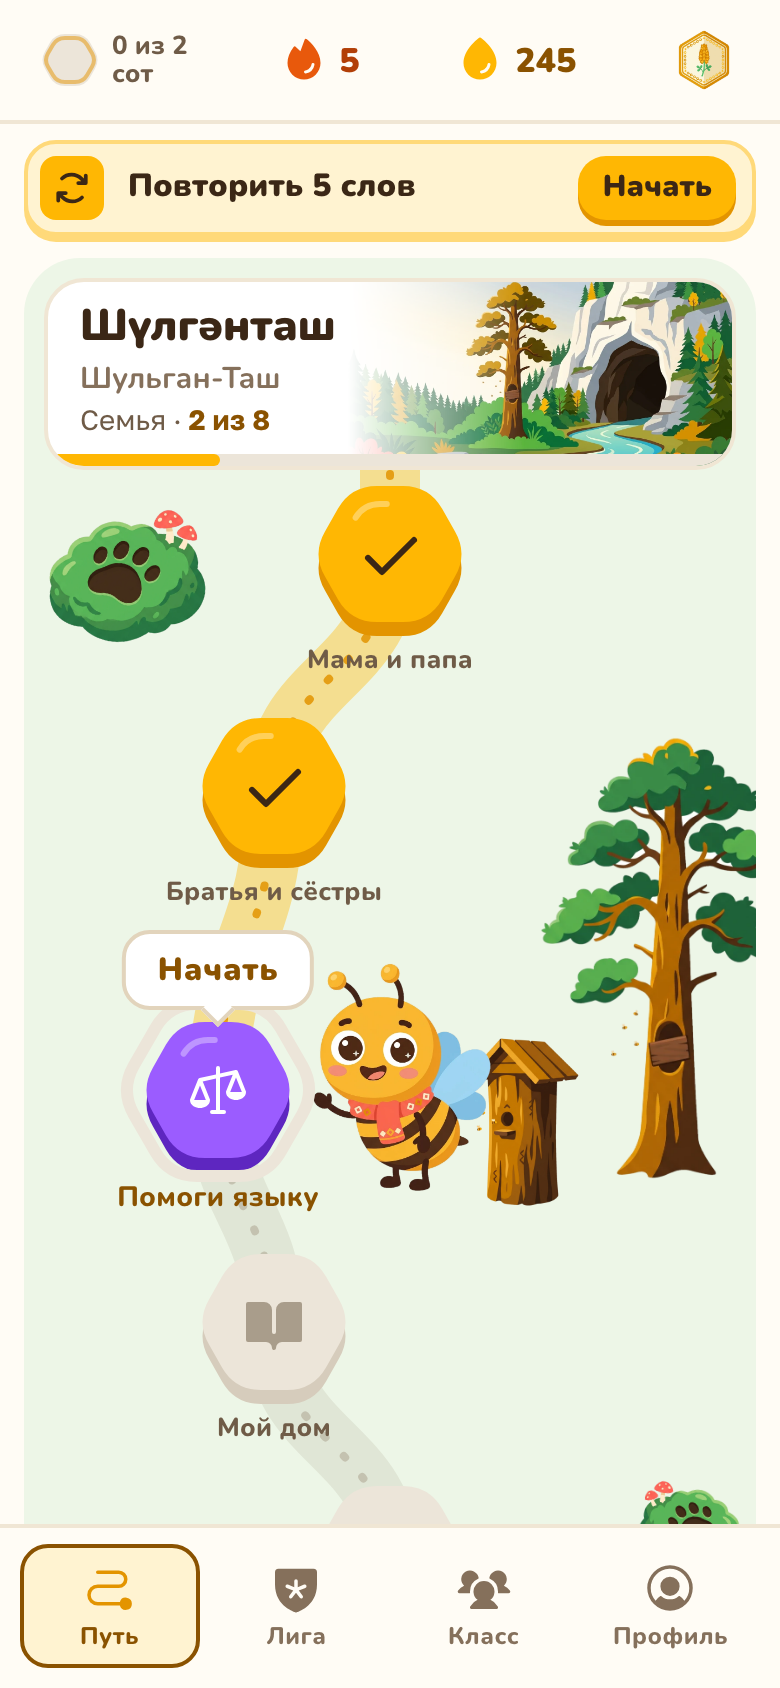 0 из 2
сот
5
245
Повторить 5 слов
Начать
Шүлгәнташ
Шульган-Таш
Семья · 2 из 8
Мама и папа
Братья и сёстры
Начать
Помоги языку
Мой дом
Путь
Лига
Класс
Профиль